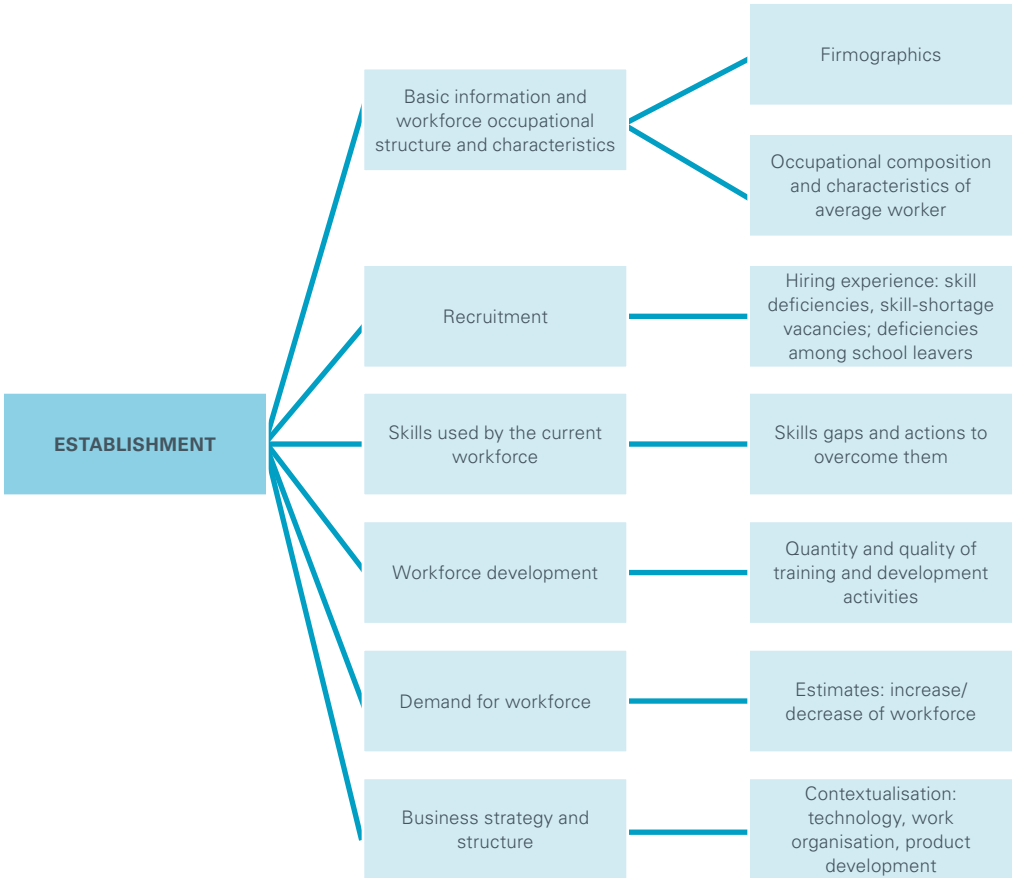 Firmographics
Basic information and
workforce occupational
structure and characteristics
Occupational composition
and characteristics of
average worker
Recruitment
Hiring experience: skill
deficiencies, skill-shortage
vacancies; deficiencies
among school leavers
ESTABLISHMENT
Skills used by the current
workforce
Skills gaps and actions to
overcome them
Workforce development
Quantity and quality of
training and development
activities
Demand for workforce
Estimates: increase/
decrease of workforce
Business strategy and
structure
Contextualisation:
technology, work
organisation, product
development